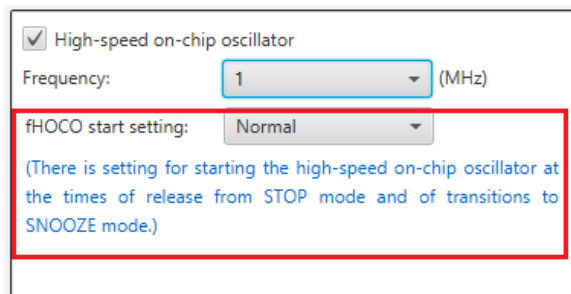 High-speed on-chip oscillator
Frequency: 1 (MHz)
fHOCO start setting: Normal
(There is setting for starting the high-speed on-chip oscillator at
the times of release from STOP mode and of transitions to
SNOOZE mode.)